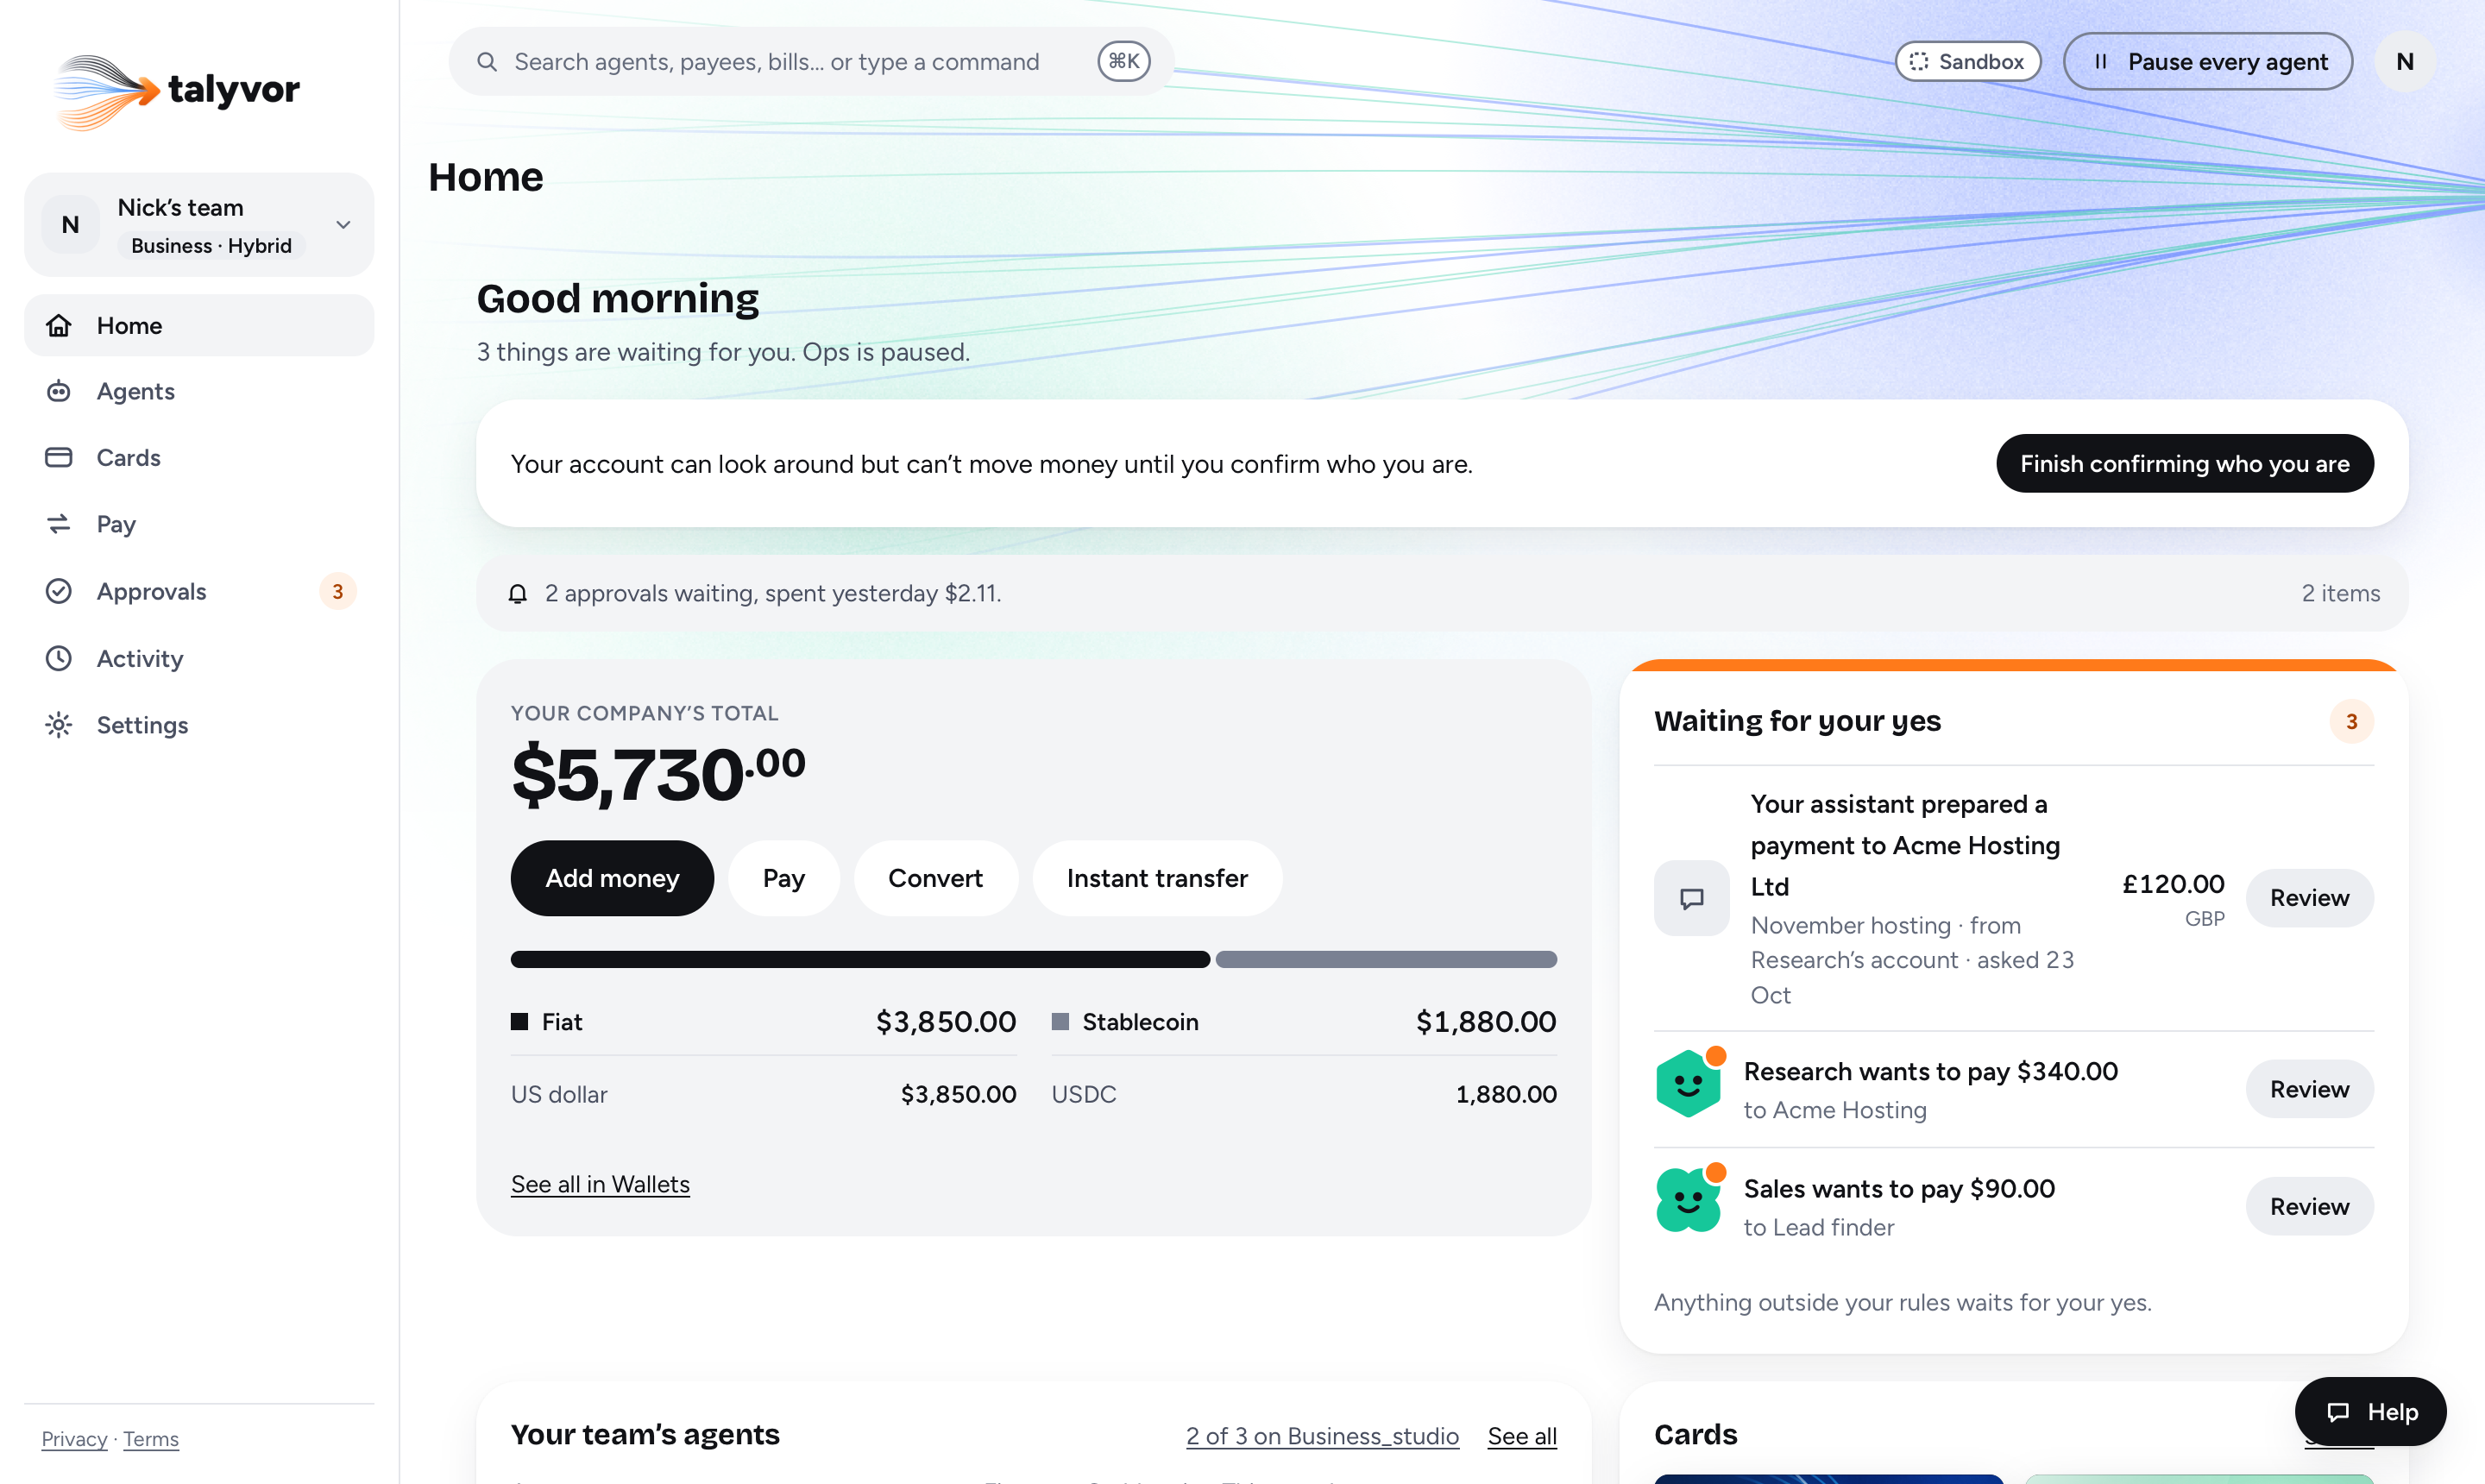 talyvor
N
Nick’s team
Business · Hybrid
Home
Agents
Cards
Pay
Approvals
3
Activity
Settings
Privacy · Terms
Search agents, payees, bills... or type a command
⌘K
Sandbox
Pause every agent
N
Home
Good morning
3 things are waiting for you. Ops is paused.
Your account can look around but can’t move money until you confirm who you are.
Finish confirming who you are
2 approvals waiting, spent yesterday $2.11.
2 items
YOUR COMPANY’S TOTAL
$5,730.00
Add money
Pay
Convert
Instant transfer
Fiat
$3,850.00
Stablecoin
$1,880.00
US dollar
$3,850.00
USDC
1,880.00
See all in Wallets
Waiting for your yes
3
Your assistant prepared a
payment to Acme Hosting
Ltd
November hosting · from
Research’s account · asked 23
Oct
£120.00
GBP
Review
Research wants to pay $340.00
to Acme Hosting
Review
Sales wants to pay $90.00
to Lead finder
Review
Anything outside your rules waits for your yes.
Your team’s agents
2 of 3 on Business_studio
See all
Cards
Help